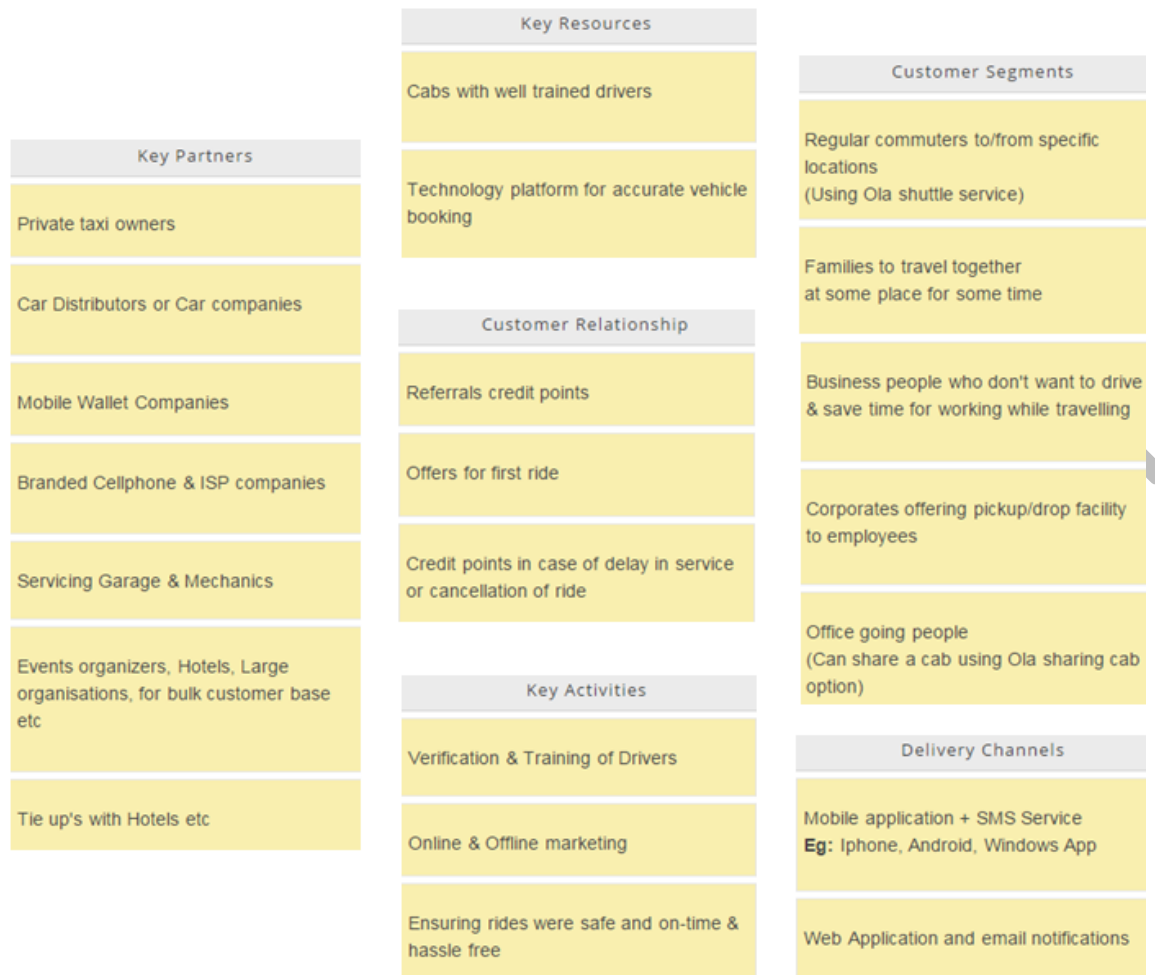 Key Partners
Private taxi owners
Car Distributors or Car companies
Mobile Wallet Companies
Branded Cellphone & ISP companies
Servicing Garage & Mechanics
Events organizers, Hotels, Large
organisations, for bulk customer base
etc
Tie up's with Hotels etc
Key Resources
Cabs with well trained drivers
Technology platform for accurate vehicle
booking
Customer Relationship
Referrals credit points
Offers for first ride
Credit points in case of delay in service
or cancellation of ride
Key Activities
Verification & Training of Drivers
Online & Offline marketing
Ensuring rides were safe and on-time &
hassle free
Customer Segments
Regular commuters to/from specific
locations
(Using Ola shuttle service)
Families to travel together
at some place for some time
Business people who don't want to drive
& save time for working while travelling
Corporates offering pickup/drop facility
to employees
Office going people
(Can share a cab using Ola sharing cab
option)
Delivery Channels
Mobile application + SMS Service
Eg: Iphone, Android, Windows App
Web Application and email notifications